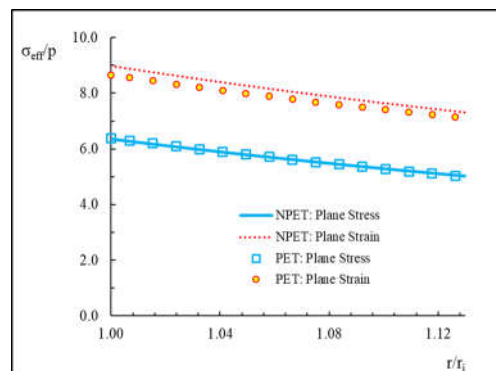 σeff/p
10.0
8.0
6.0
4.0
2.0
0.0
NPET: Plane Stress
NPET: Plane Strain
PET: Plane Stress
PET: Plane Strain
1.00 1.04 1.08 1.12
r/ri